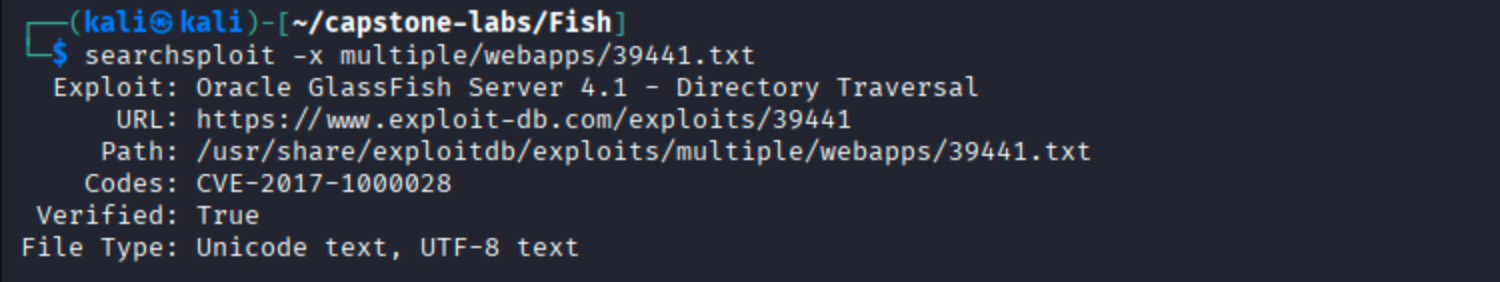 ┌──(kali㉿kali)-[~/capstone-labs/Fish]
└─$ searchsploit -x multiple/webapps/39441.txt
Exploit: Oracle GlassFish Server 4.1 - Directory Traversal
URL: https://www.exploit-db.com/exploits/39441
Path: /usr/share/exploitdb/exploits/multiple/webapps/39441.txt
Codes: CVE-2017-1000028
Verified: True
File Type: Unicode text, UTF-8 text